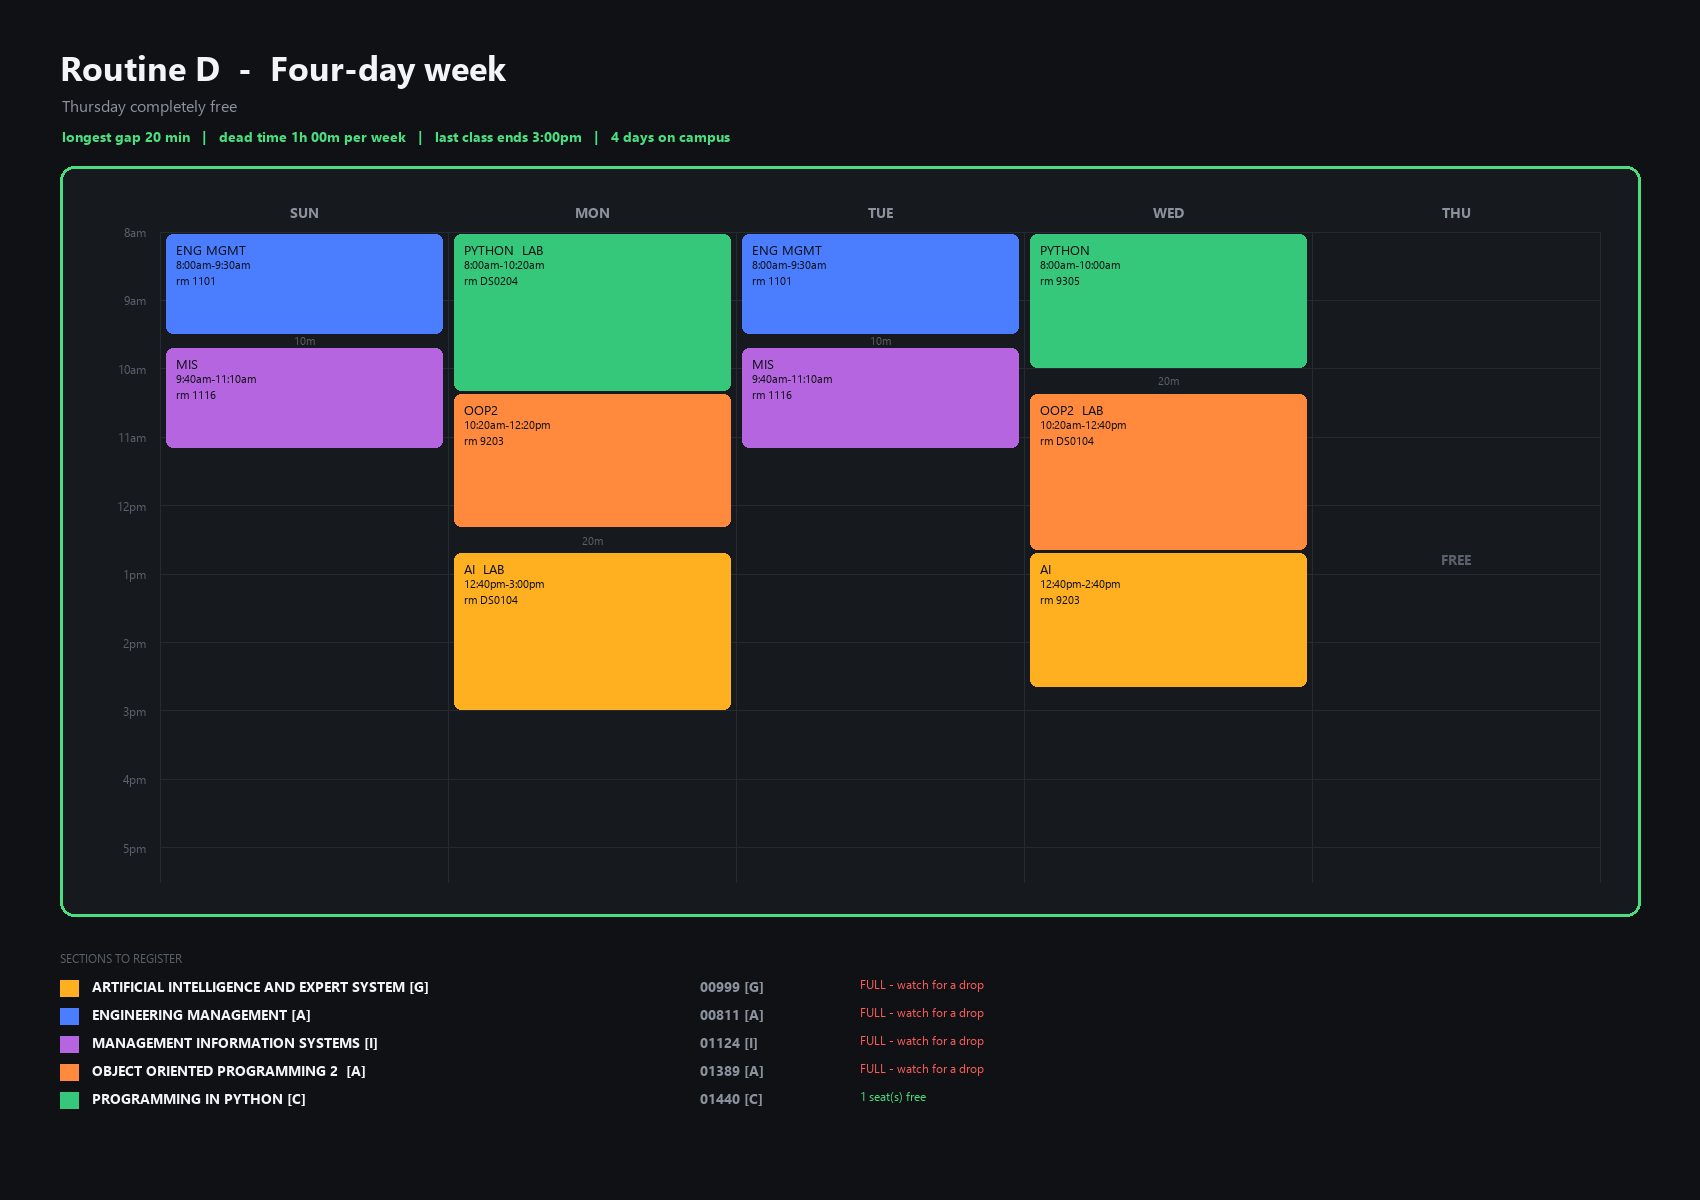 Routine D - Four-day week
Thursday completely free
longest gap 20 min | dead time 1h 00m per week | last class ends 3:00pm | 4 days on campus
SUN
MON
TUE
WED
THU
8am
9am
10am
11am
12pm
1pm
2pm
3pm
4pm
5pm
ENG MGMT
8:00am-9:30am
rm 1101
10m
MIS
9:40am-11:10am
rm 1116
PYTHON LAB
8:00am-10:20am
rm DS0204
OOP2
10:20am-12:20pm
rm 9203
20m
AI LAB
12:40pm-3:00pm
rm DS0104
ENG MGMT
8:00am-9:30am
rm 1101
10m
MIS
9:40am-11:10am
rm 1116
PYTHON
8:00am-10:00am
rm 9305
20m
OOP2 LAB
10:20am-12:40pm
rm DS0104
AI
12:40pm-2:40pm
rm 9203
FREE
SECTIONS TO REGISTER
ARTIFICIAL INTELLIGENCE AND EXPERT SYSTEM [G] 00999 [G] FULL - watch for a drop
ENGINEERING MANAGEMENT [A] 00811 [A] FULL - watch for a drop
MANAGEMENT INFORMATION SYSTEMS [I] 01124 [I] FULL - watch for a drop
OBJECT ORIENTED PROGRAMMING 2 [A] 01389 [A] FULL - watch for a drop
PROGRAMMING IN PYTHON [C] 01440 [C] 1 seat(s) free